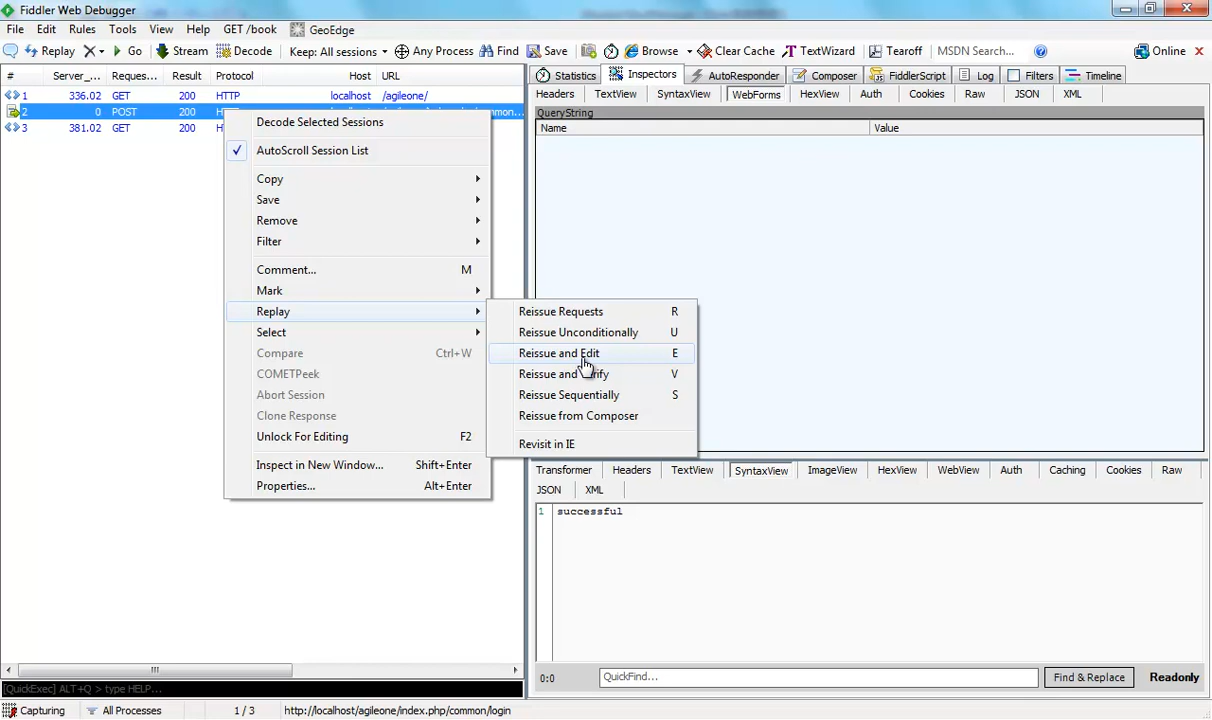 Fiddler Web Debugger
File Edit Rules Tools View Help GET /book GeoEdge
Replay Go Stream Decode Keep: All sessions Any Process Find Save Browse Clear Cache TextWizard Tearoff MSDN Search... Online
# Server_... Reques... Result Protocol Host URL
1 336.02 GET 200 HTTP localhost /agileone/
2 0 POST 200
3 381.02 GET 200
Decode Selected Sessions
AutoScroll Session List
Copy
Save
Remove
Filter
Comment... M
Mark
Replay
Select
Compare Ctrl+W
COMETPeek
Abort Session
Clone Response
Unlock For Editing F2
Inspect in New Window... Shift+Enter
Properties... Alt+Enter
Reissue Requests R
Reissue Unconditionally U
Reissue and Edit E
Reissue and V
Reissue Sequentially S
Reissue from Composer
Revisit in IE
Statistics Inspectors AutoResponder Composer FiddlerScript Log Filters Timeline
Headers TextView SyntaxView WebForms HexView Auth Cookies Raw JSON XML
QueryString
Name Value
Transformer Headers TextView SyntaxView ImageView HexView WebView Auth Caching Cookies Raw
JSON XML
1 successful
0:0 QuickFind... Find & Replace Readonly
[QuickExec] ALT+Q > type HELP...
Capturing All Processes 1 / 3 http://localhost/agileone/index.php/common/login